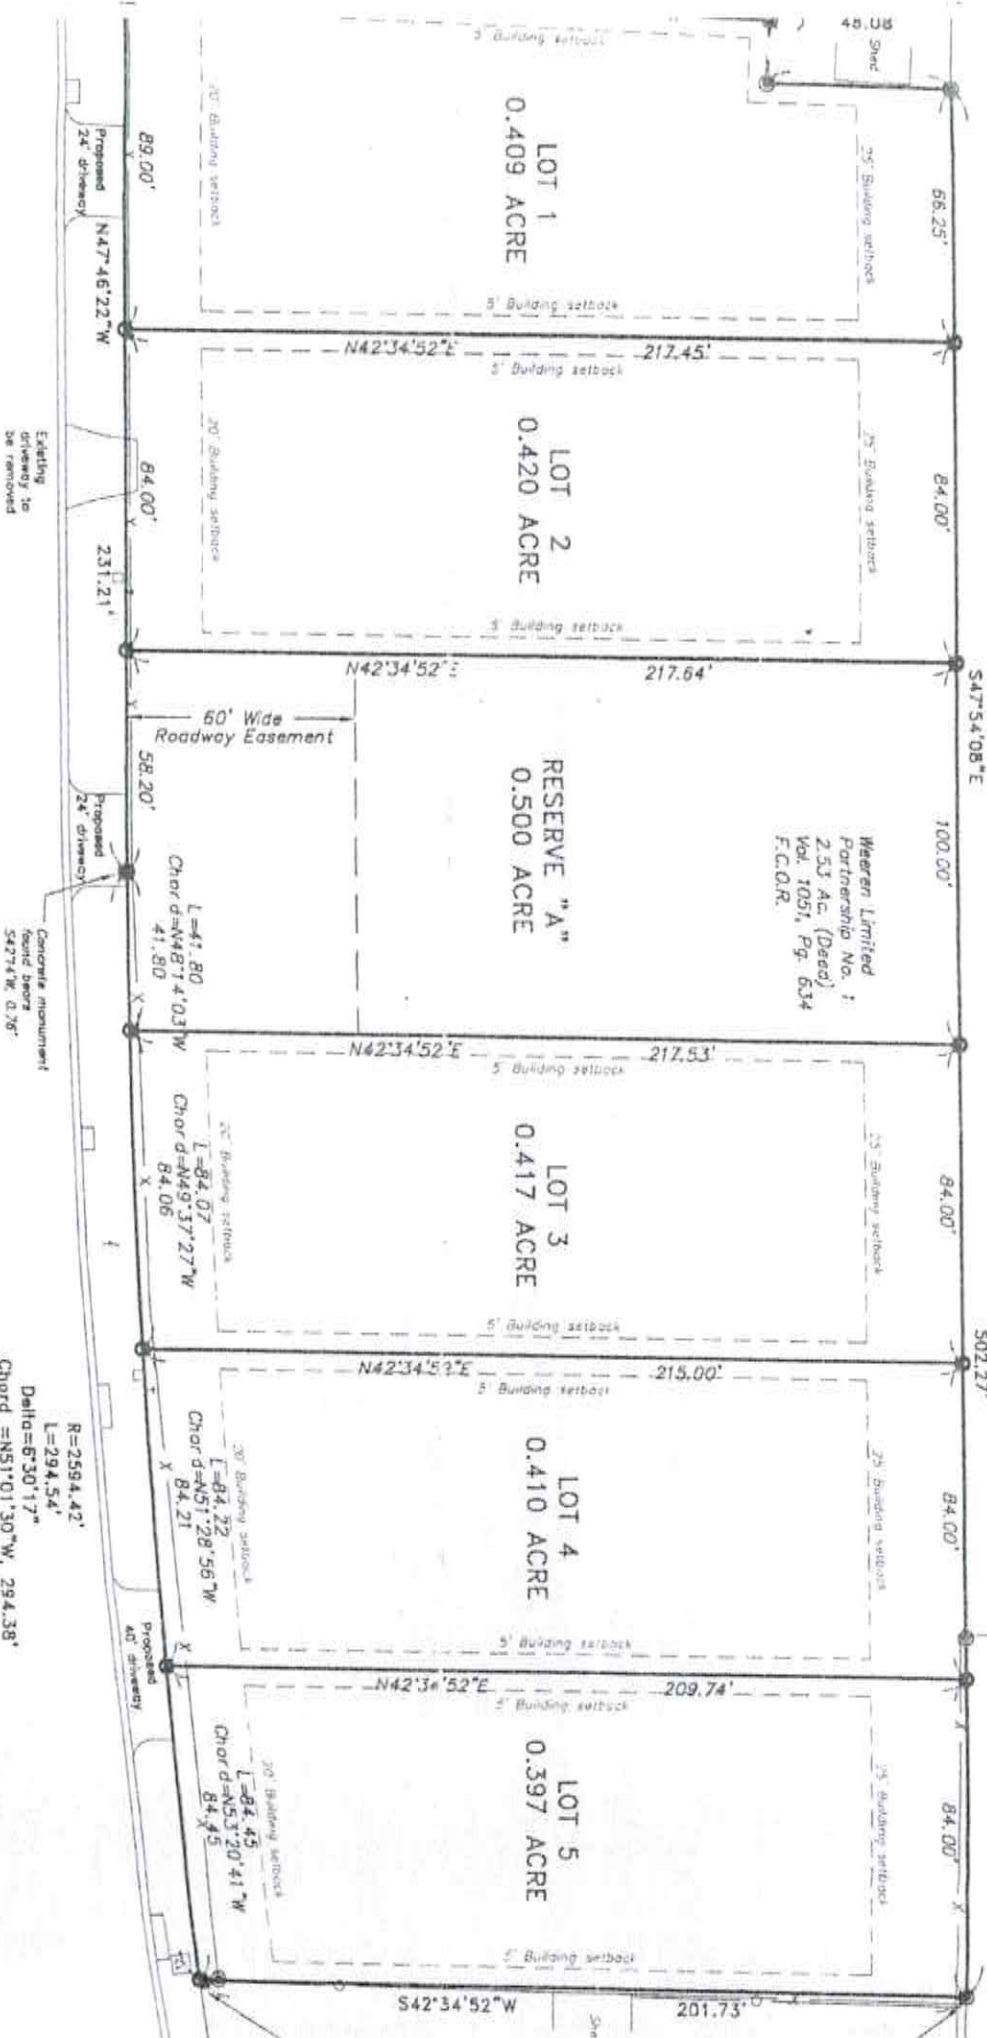 48.08
Shed
5' Building setback
25' Building setback
66.25'
LOT 1
0.409 ACRE
20' Building setback
89.00'
Proposed
24' driveway
N47°46'22"W
5' Building setback
N42°34'52"E
217.45'
5' Building setback
25' Building setback
84.00'
LOT 2
0.420 ACRE
20' Building setback
84.00'
231.21'
Existing
driveway to
be removed
5' Building setback
N42°34'52"E
217.64'
S47°54'08"E
60' Wide
Roadway Easement
58.20'
Proposed
24' driveway
RESERVE "A"
0.500 ACRE
100.00'
Weeren Limited
Partnership No. 1
2.53 Ac. (Deed)
Vol. 1051, Pg. 634
F.C.O.R.
L=41.80
Chord=N48°14'03"W
41.80
Concrete monument
found bears
S42°14'W, 0.76'
N42°34'52"E
217.53'
5' Building setback
25' Building setback
84.00'
LOT 3
0.417 ACRE
20' Building setback
L=84.07
Chord=N49°37'27"W
84.06
5' Building setback
N42°34'52"E
215.00'
5' Building setback
502.27'
25' Building setback
84.00'
LOT 4
0.410 ACRE
20' Building setback
L=84.22
Chord=N51°28'56"W
84.21
R=2594.42'
L=294.54'
Delta=6°30'17"
Chord =N51°01'30"W, 294.38'
Proposed
40' driveway
5' Building setback
N42°34'52"E
209.74'
5' Building setback
25' Building setback
84.00'
LOT 5
0.397 ACRE
20' Building setback
L=84.45
Chord=N53°20'41"W
84.45
5' Building setback
S42°34'52"W
201.73'